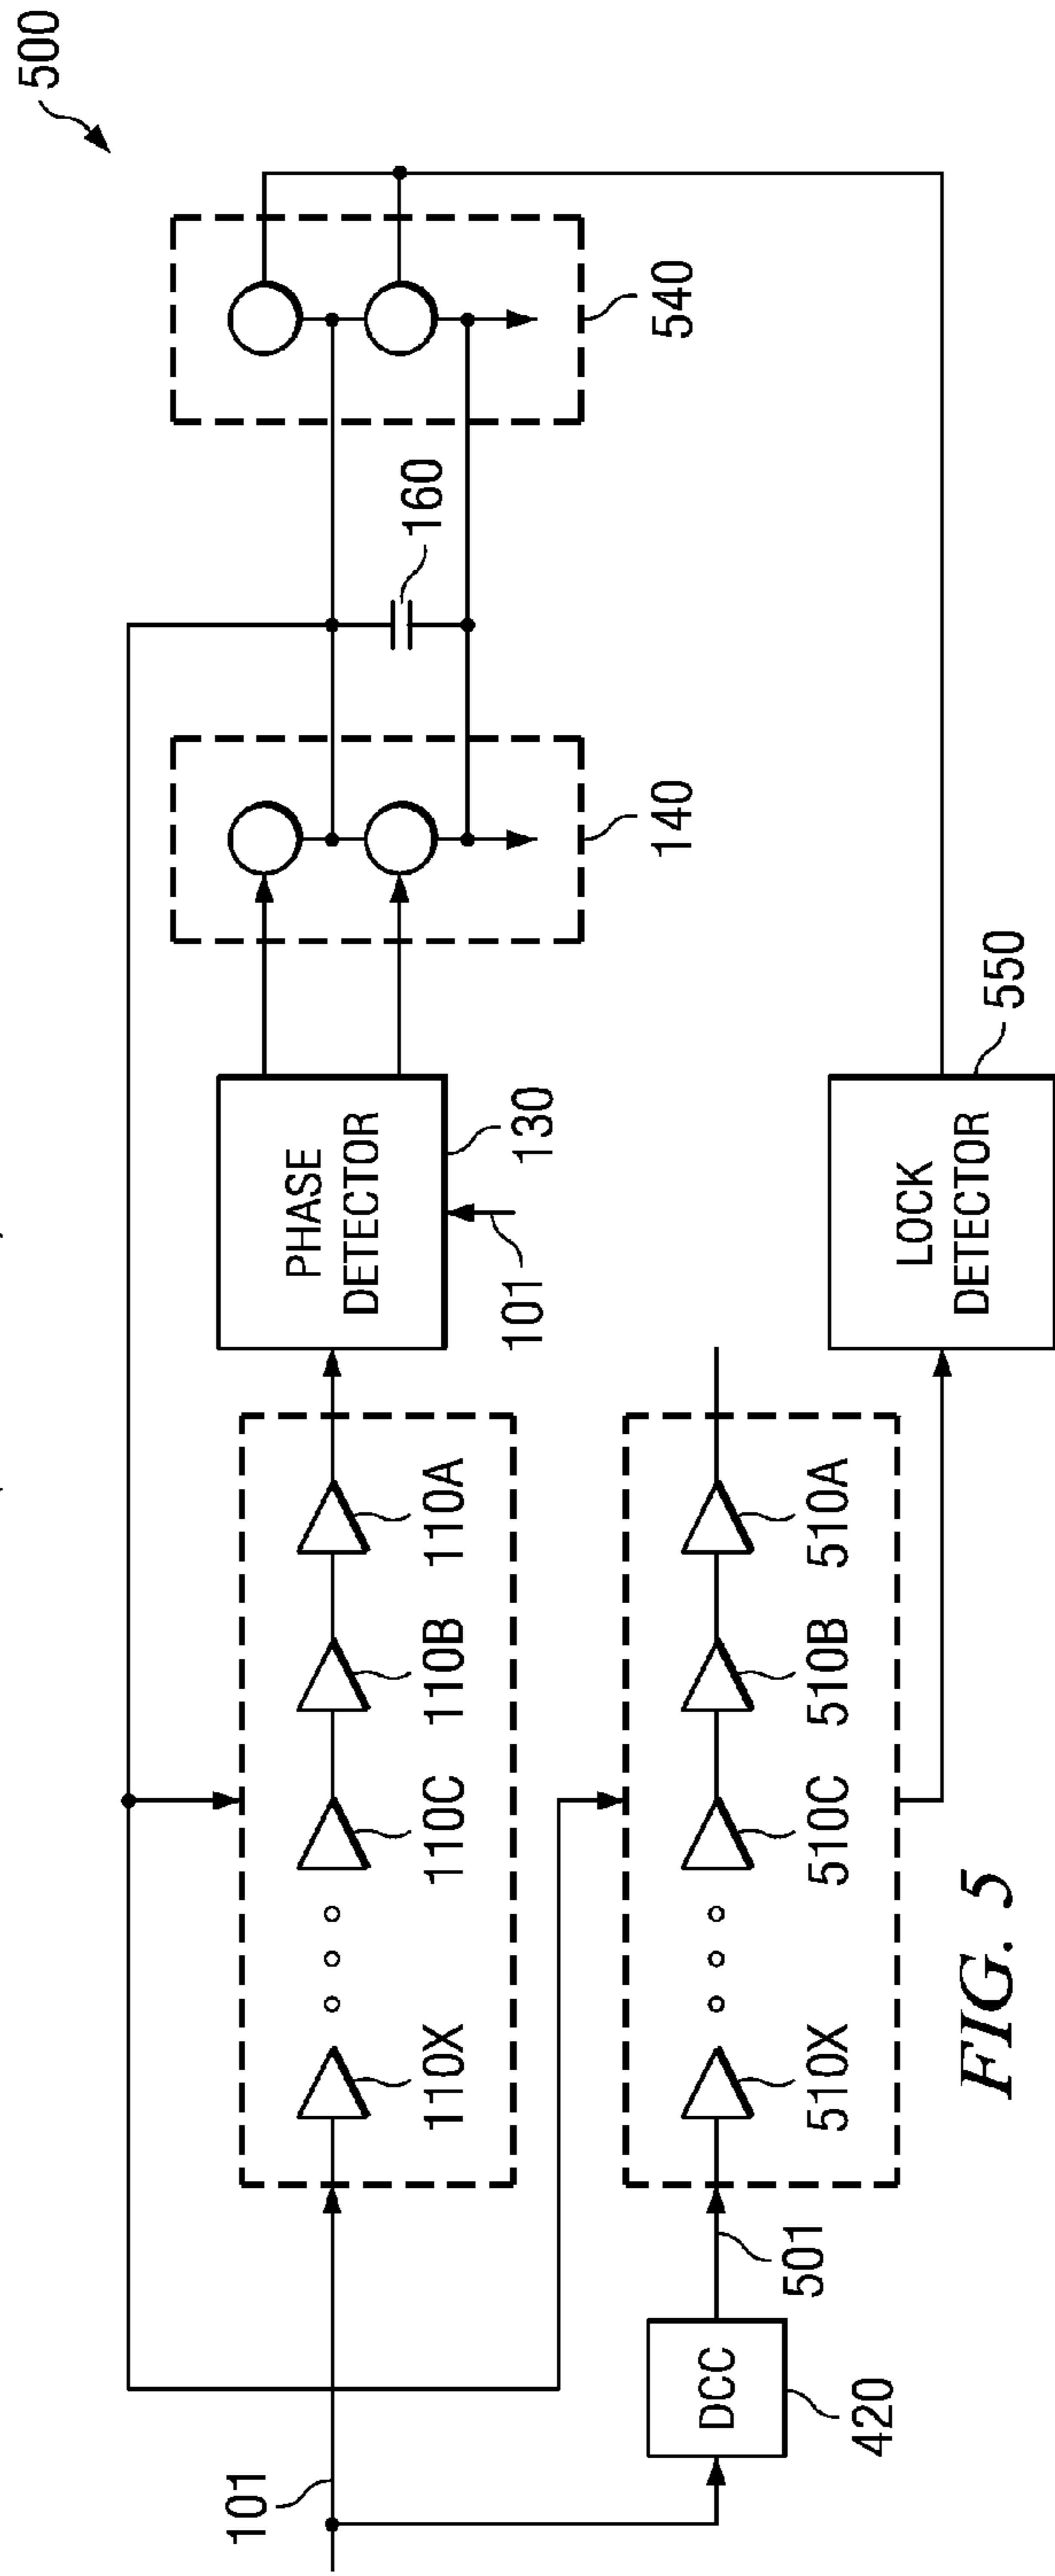 500
101
110X
110C
110B
110A
PHASE
DETECTOR
130
101
140
160
540
DCC
420
501
510X
510C
510B
510A
LOCK
DETECTOR
550
FIG. 5